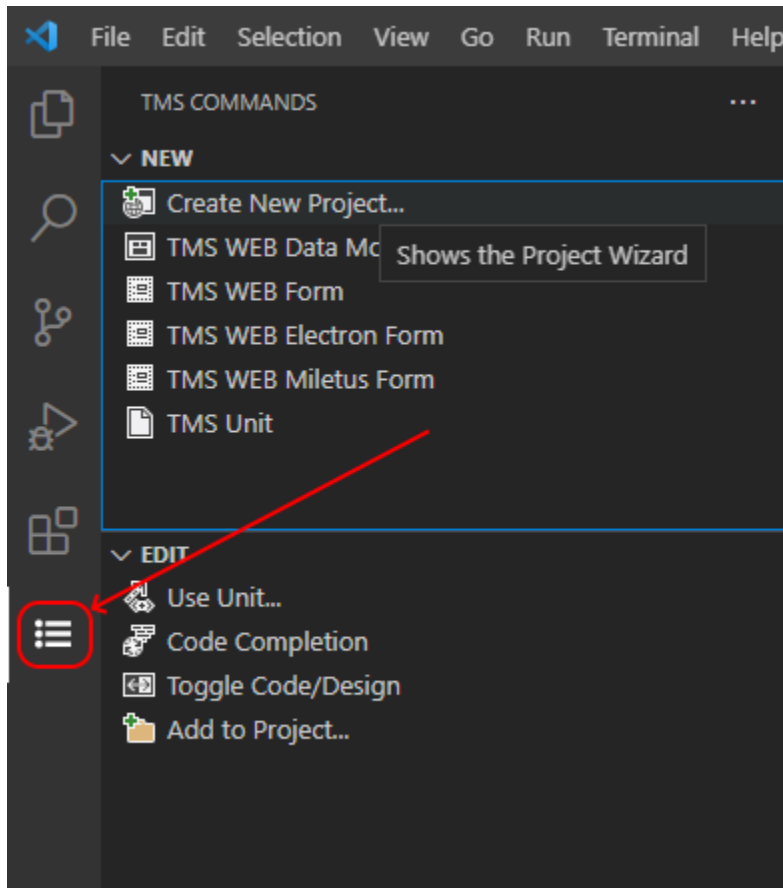 File Edit Selection View Go Run Terminal Help
TMS COMMANDS
NEW
Create New Project...
TMS WEB Data Mo
Shows the Project Wizard
TMS WEB Form
TMS WEB Electron Form
TMS WEB Miletus Form
TMS Unit
EDIT
Use Unit...
Code Completion
Toggle Code/Design
Add to Project...